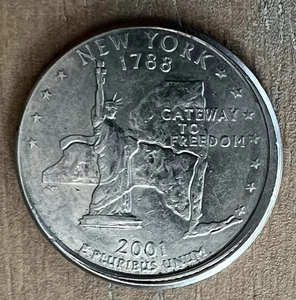 NEW YORK
1788
GATEWAY
TO
FREEDOM
2001
E PLURIBUS UNUM